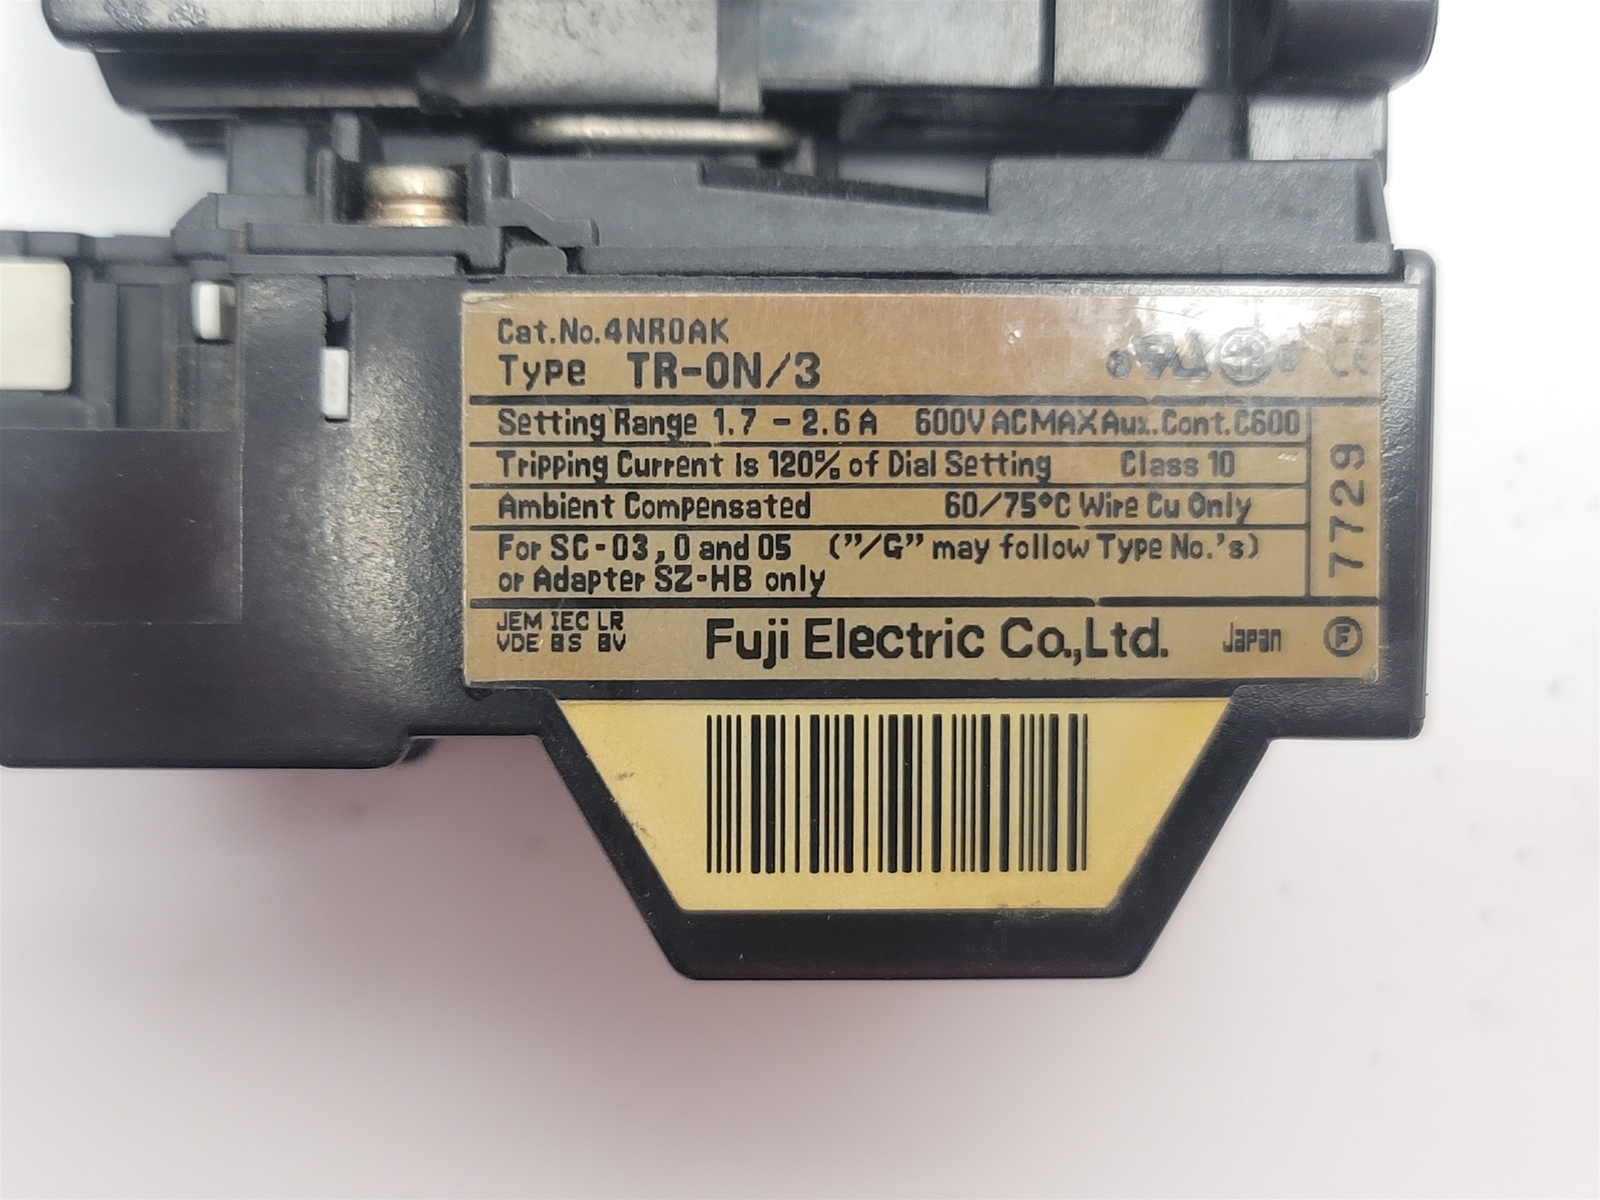 Cat.No.4NR0AK
Type TR-0N/3
Setting Range 1.7 - 2.6 A 600V AC MAX Aux.Cont.C600
Tripping Current is 120% of Dial Setting Class 10
Ambient Compensated 60/75°C Wire Cu Only
For SC-03,0 and 05 ("/G" may follow Type No.'s)
or Adapter SZ-HB only
7729
JEM IEC LR
VDE BS BV
Fuji Electric Co.,Ltd. Japan F